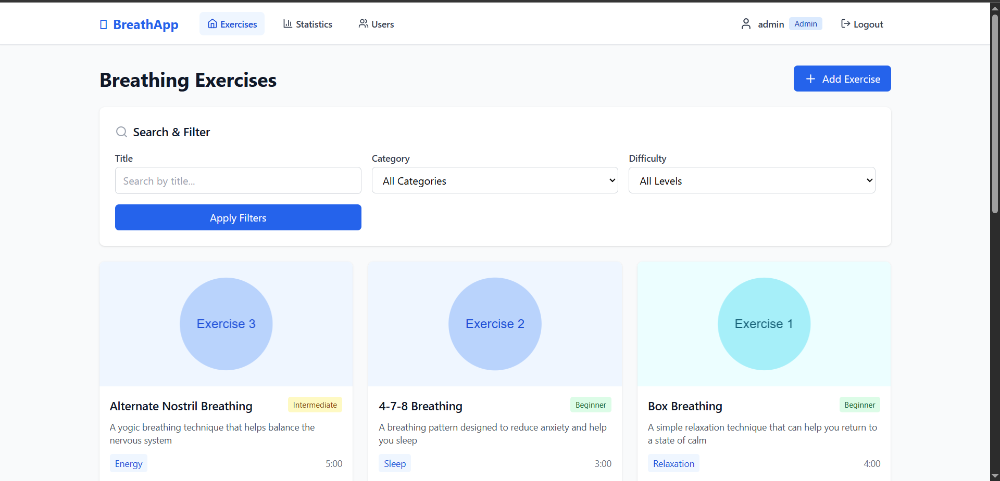 BreathApp
Exercises
Statistics
Users
admin
Admin
Logout
Breathing Exercises
Add Exercise
Search & Filter
Title
Category
Difficulty
Search by title...
All Categories
All Levels
Apply Filters
Exercise 3
Exercise 2
Exercise 1
Alternate Nostril Breathing
Intermediate
A yogic breathing technique that helps balance the
nervous system
Energy
5:00
4-7-8 Breathing
Beginner
A breathing pattern designed to reduce anxiety and help
you sleep
Sleep
3:00
Box Breathing
Beginner
A simple relaxation technique that can help you return to
a state of calm
Relaxation
4:00